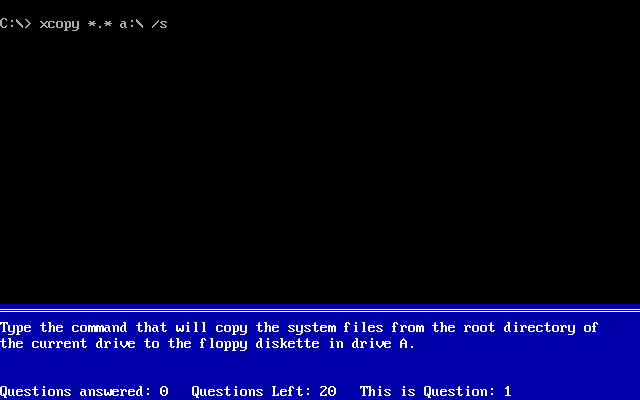 C:\> xcopy *.* a:\ /s
Type the command that will copy the system files from the root directory of
the current drive to the floppy diskette in drive A.
Questions answered: 0   Questions Left: 20   This is Question: 1